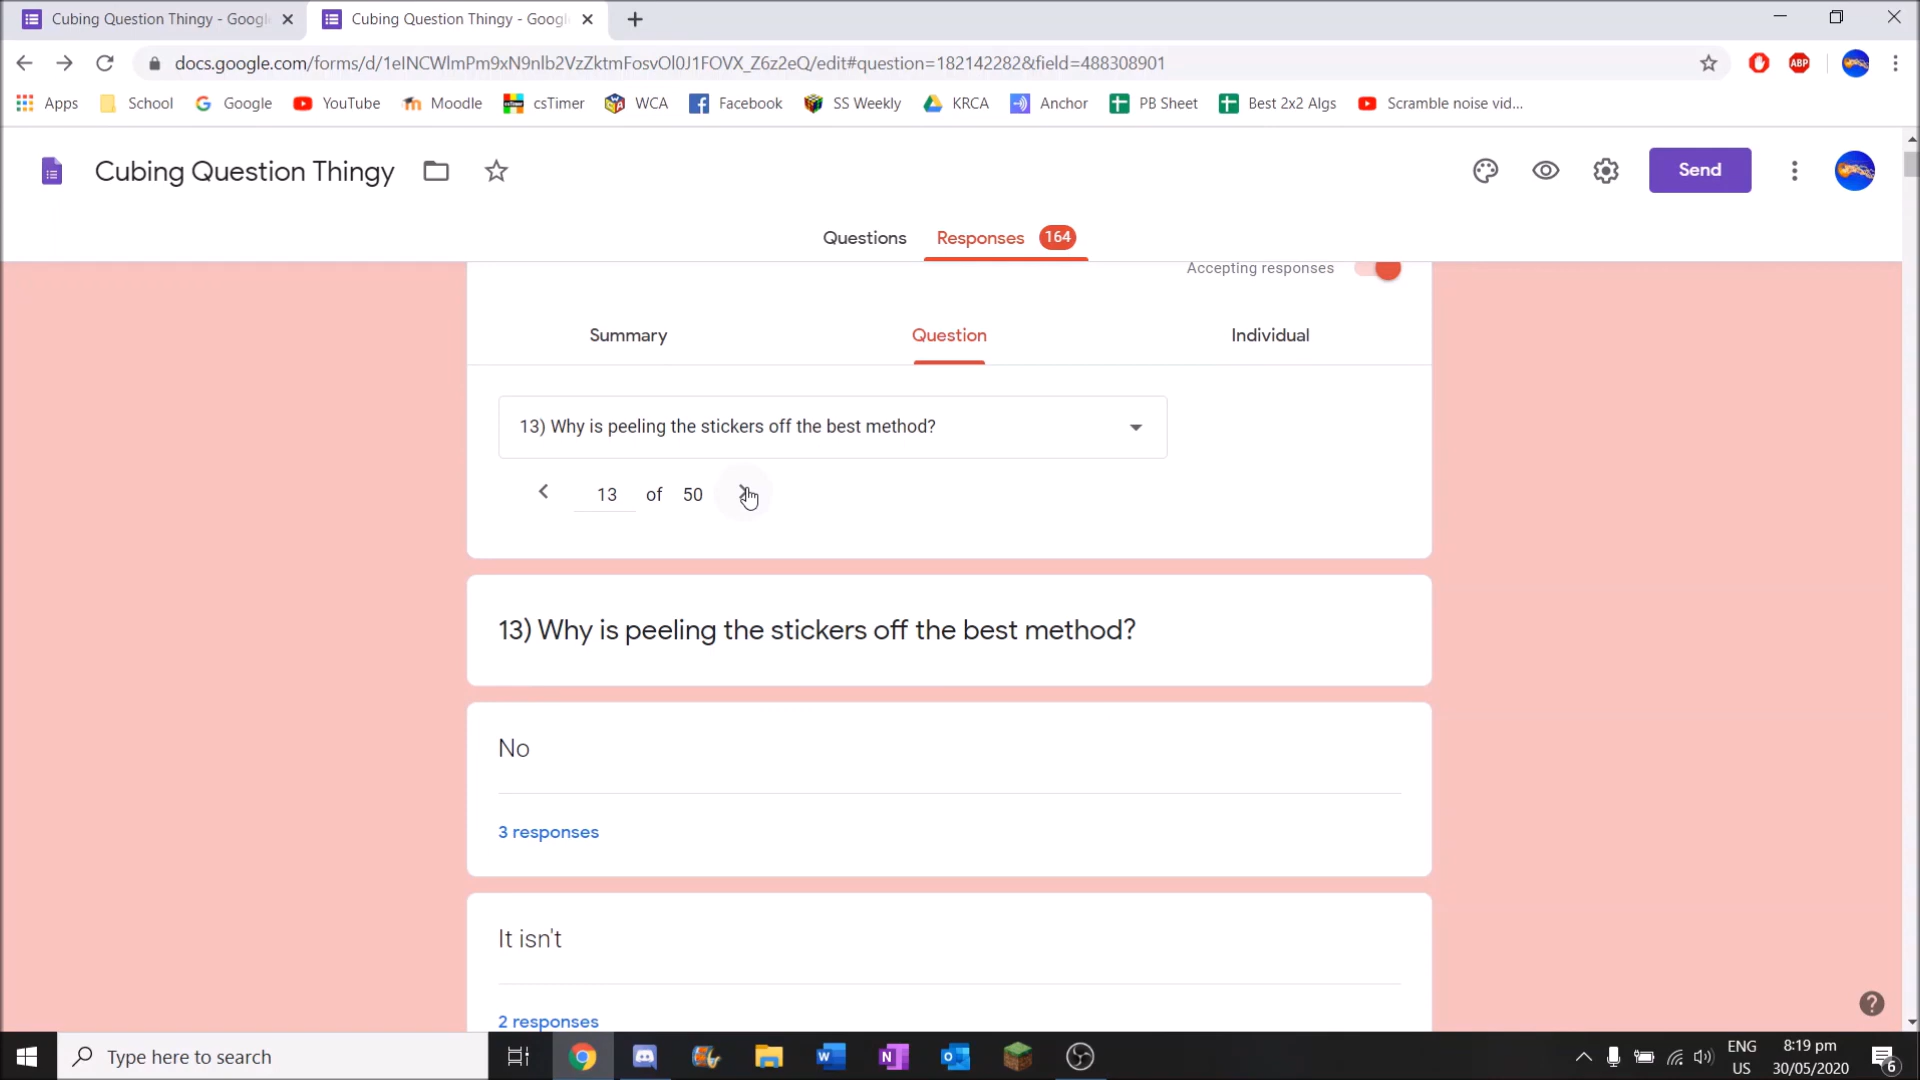 Cubing Question Thingy - Googl
Cubing Question Thingy - Googl
docs.google.com/forms/d/1eINCWlmPm9xN9nlb2VzZktmFosvOl0J1FOVX_Z6z2eQ/edit#question=182142282&field=488308901
ABP
Apps School Google YouTube Moodle csTimer WCA Facebook SS Weekly KRCA Anchor PB Sheet Best 2x2 Algs Scramble noise vid...
Cubing Question Thingy
Send
Questions Responses 164
Accepting responses
Summary Question Individual
13) Why is peeling the stickers off the best method?
13 of 50
13) Why is peeling the stickers off the best method?
No
3 responses
It isn't
2 responses
Type here to search
ENG
US
8:19 pm
30/05/2020
6